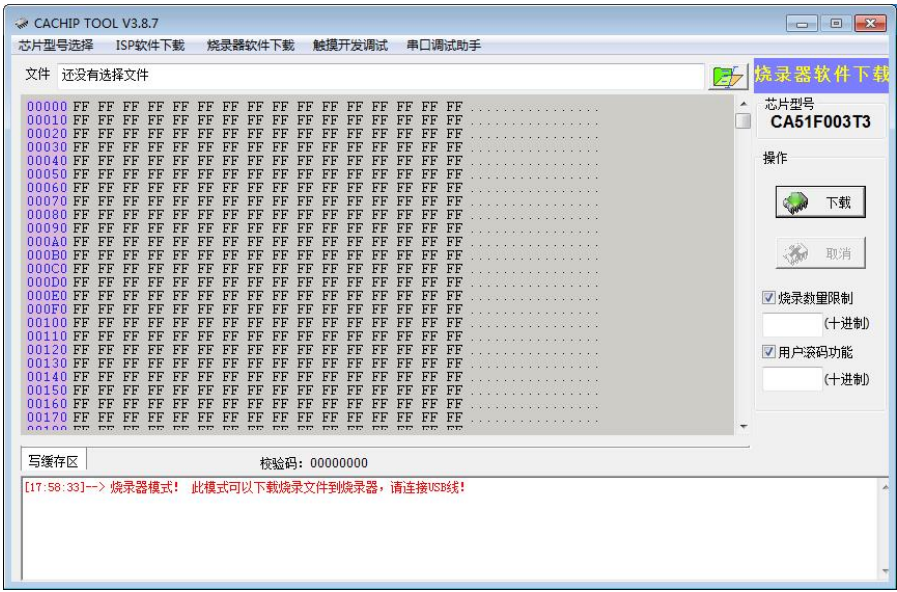 CACHIP TOOL V3.8.7
芯片型号选择 ISP软件下载 烧录器软件下载 触摸开发调试 串口调试助手
文件 还没有选择文件
烧录器软件下载
芯片型号
CA51F003T3
操作
下载
取消
烧录数量限制
(十进制)
用户滚码功能
(十进制)
00000 FF FF FF FF FF FF FF FF FF FF FF FF FF FF FF FF ................
00010 FF FF FF FF FF FF FF FF FF FF FF FF FF FF FF FF ................
00020 FF FF FF FF FF FF FF FF FF FF FF FF FF FF FF FF ................
00030 FF FF FF FF FF FF FF FF FF FF FF FF FF FF FF FF ................
00040 FF FF FF FF FF FF FF FF FF FF FF FF FF FF FF FF ................
00050 FF FF FF FF FF FF FF FF FF FF FF FF FF FF FF FF ................
00060 FF FF FF FF FF FF FF FF FF FF FF FF FF FF FF FF ................
00070 FF FF FF FF FF FF FF FF FF FF FF FF FF FF FF FF ................
00080 FF FF FF FF FF FF FF FF FF FF FF FF FF FF FF FF ................
00090 FF FF FF FF FF FF FF FF FF FF FF FF FF FF FF FF ................
000A0 FF FF FF FF FF FF FF FF FF FF FF FF FF FF FF FF ................
000B0 FF FF FF FF FF FF FF FF FF FF FF FF FF FF FF FF ................
000C0 FF FF FF FF FF FF FF FF FF FF FF FF FF FF FF FF ................
000D0 FF FF FF FF FF FF FF FF FF FF FF FF FF FF FF FF ................
000E0 FF FF FF FF FF FF FF FF FF FF FF FF FF FF FF FF ................
000F0 FF FF FF FF FF FF FF FF FF FF FF FF FF FF FF FF ................
00100 FF FF FF FF FF FF FF FF FF FF FF FF FF FF FF FF ................
00110 FF FF FF FF FF FF FF FF FF FF FF FF FF FF FF FF ................
00120 FF FF FF FF FF FF FF FF FF FF FF FF FF FF FF FF ................
00130 FF FF FF FF FF FF FF FF FF FF FF FF FF FF FF FF ................
00140 FF FF FF FF FF FF FF FF FF FF FF FF FF FF FF FF ................
00150 FF FF FF FF FF FF FF FF FF FF FF FF FF FF FF FF ................
00160 FF FF FF FF FF FF FF FF FF FF FF FF FF FF FF FF ................
00170 FF FF FF FF FF FF FF FF FF FF FF FF FF FF FF FF ................
写缓存区 校验码: 00000000
[17:58:33]--> 烧录器模式! 此模式可以下载烧录文件到烧录器，请连接USB线!